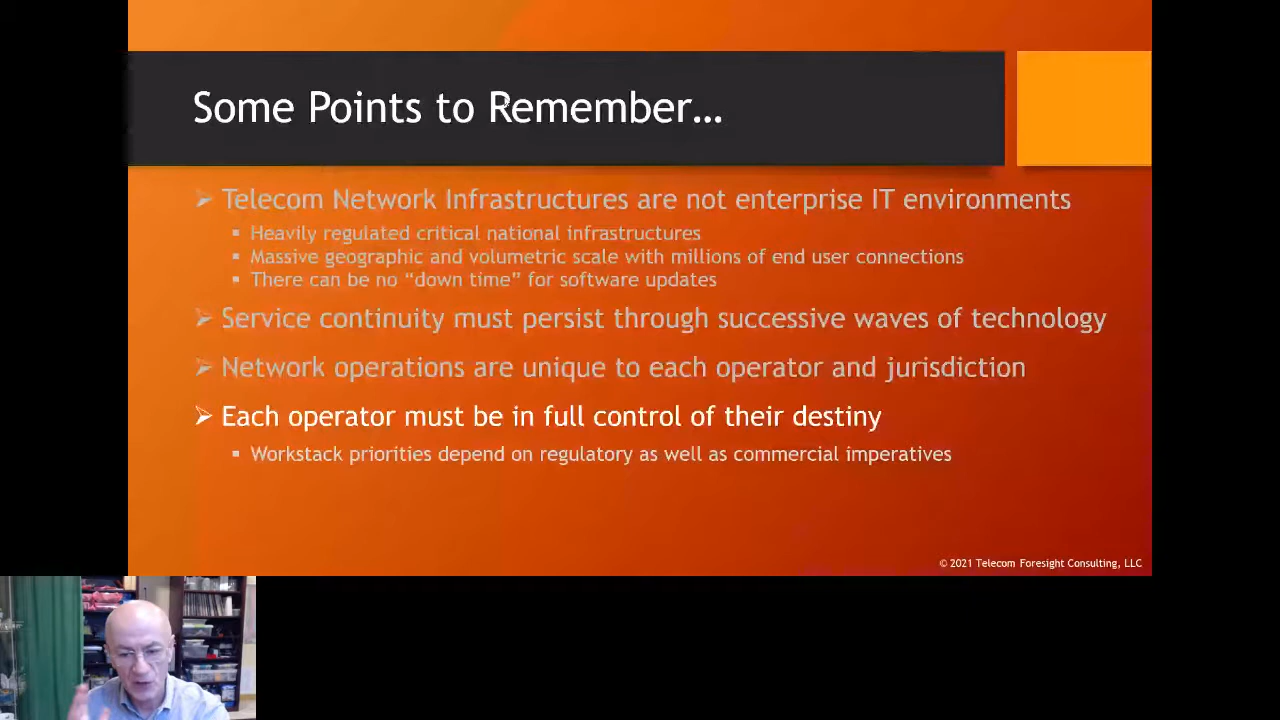 Some Points to Remember…
Telecom Network Infrastructures are not enterprise IT environments
Heavily regulated critical national infrastructures
Massive geographic and volumetric scale with millions of end user connections
There can be no “down time” for software updates
Service continuity must persist through successive waves of technology
Network operations are unique to each operator and jurisdiction
Each operator must be in full control of their destiny
Workstack priorities depend on regulatory as well as commercial imperatives
© 2021 Telecom Foresight Consulting, LLC